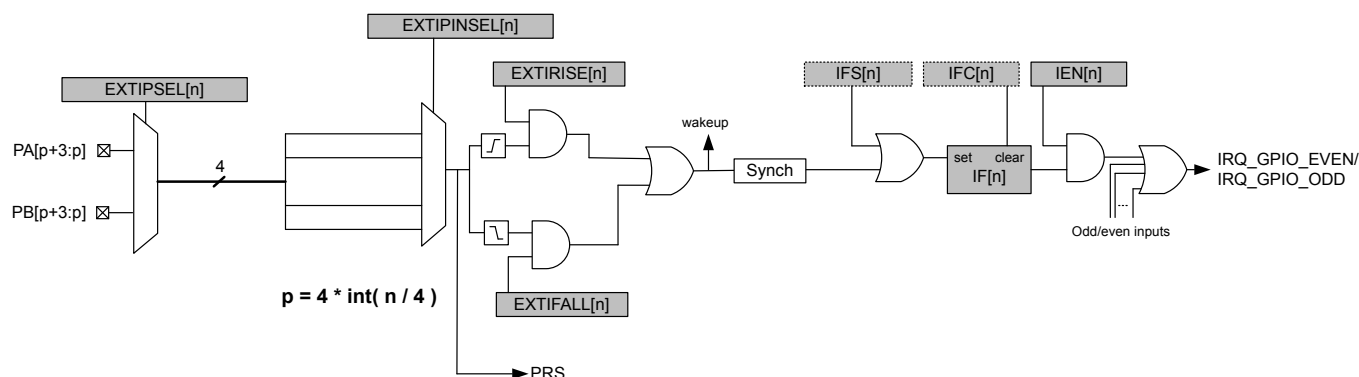 EXTIPINSEL[n]
EXTIPSEL[n]
EXTIRISE[n]
IFS[n]
IFC[n]
IEN[n]
wakeup
PA[p+3:p]
4
Synch
set clear
IF[n]
IRQ_GPIO_EVEN/
IRQ_GPIO_ODD
PB[p+3:p]
...
Odd/even inputs
p = 4 * int( n / 4 )
EXTIFALL[n]
PRS